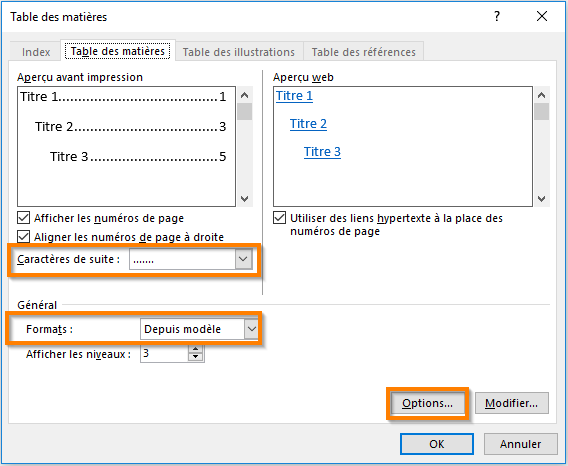 Table des matières ?
Index Table des matières Table des illustrations Table des références
Aperçu avant impression Aperçu web
Titre 1.......................................... 1 Titre 1
Titre 2...................................... 3 Titre 2
Titre 3.................................. 5 Titre 3
Afficher les numéros de page Utiliser des liens hypertexte à la place des
Aligner les numéros de page à droite numéros de page
Caractères de suite : .......
Général
Formats : Depuis modèle
Afficher les niveaux : 3
Options... Modifier...
OK Annuler